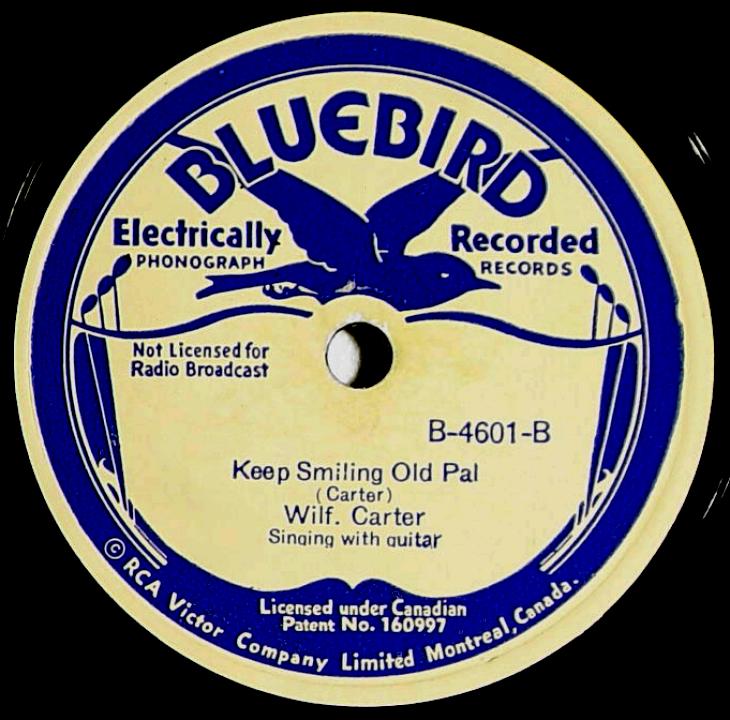 BLUEBIRD
Electrically Recorded
PHONOGRAPH RECORDS
Not Licensed for
Radio Broadcast
B-4601-B
Keep Smiling Old Pal
(Carter)
Wilf. Carter
Singing with guitar
Licensed under Canadian
Patent No. 160997
© RCA Victor Company Limited Montreal, Canada.